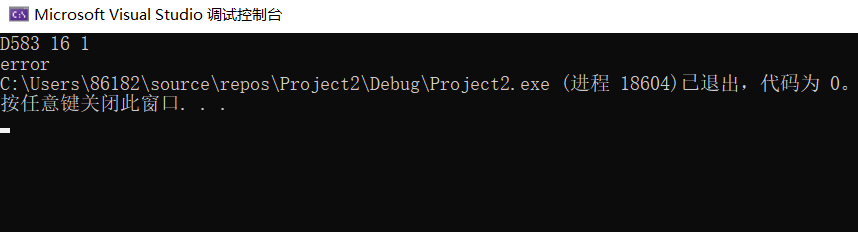 Microsoft Visual Studio 调试控制台
D583 16 1
error
C:\Users\86182\source\repos\Project2\Debug\Project2.exe (进程 18604)已退出，代码为 0。
按任意键关闭此窗口. . .